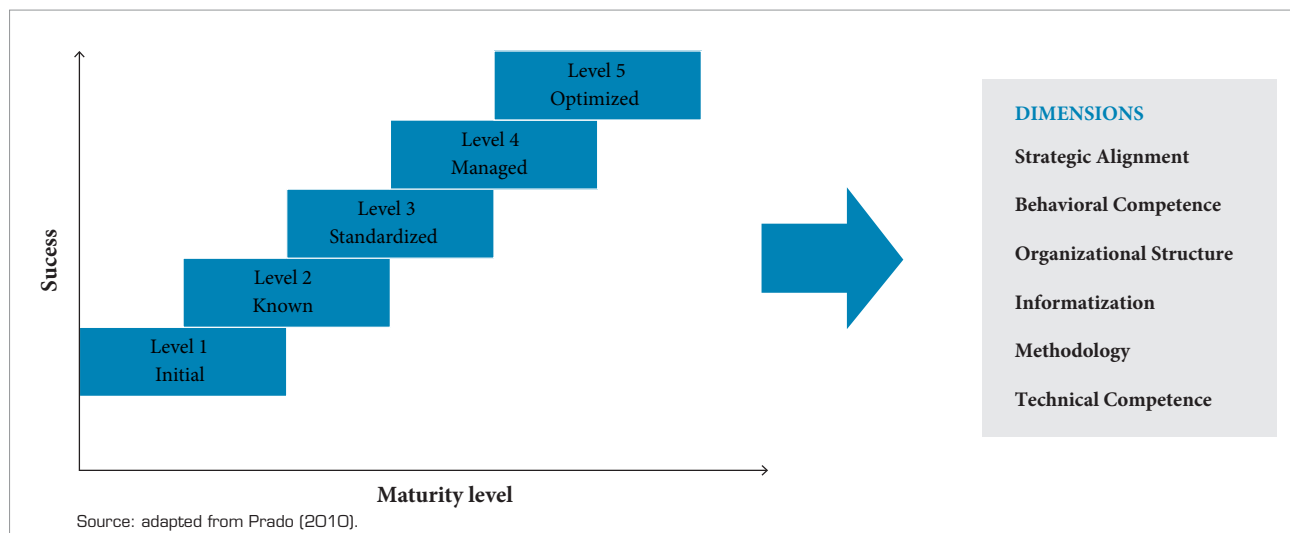 Level 5
Optimized
Level 4
Managed
Level 3
Standardized
Level 2
Known
Level 1
Initial
Sucess
Maturity level
Source: adapted from Prado (2010).
DIMENSIONS
Strategic Alignment
Behavioral Competence
Organizational Structure
Informatization
Methodology
Technical Competence